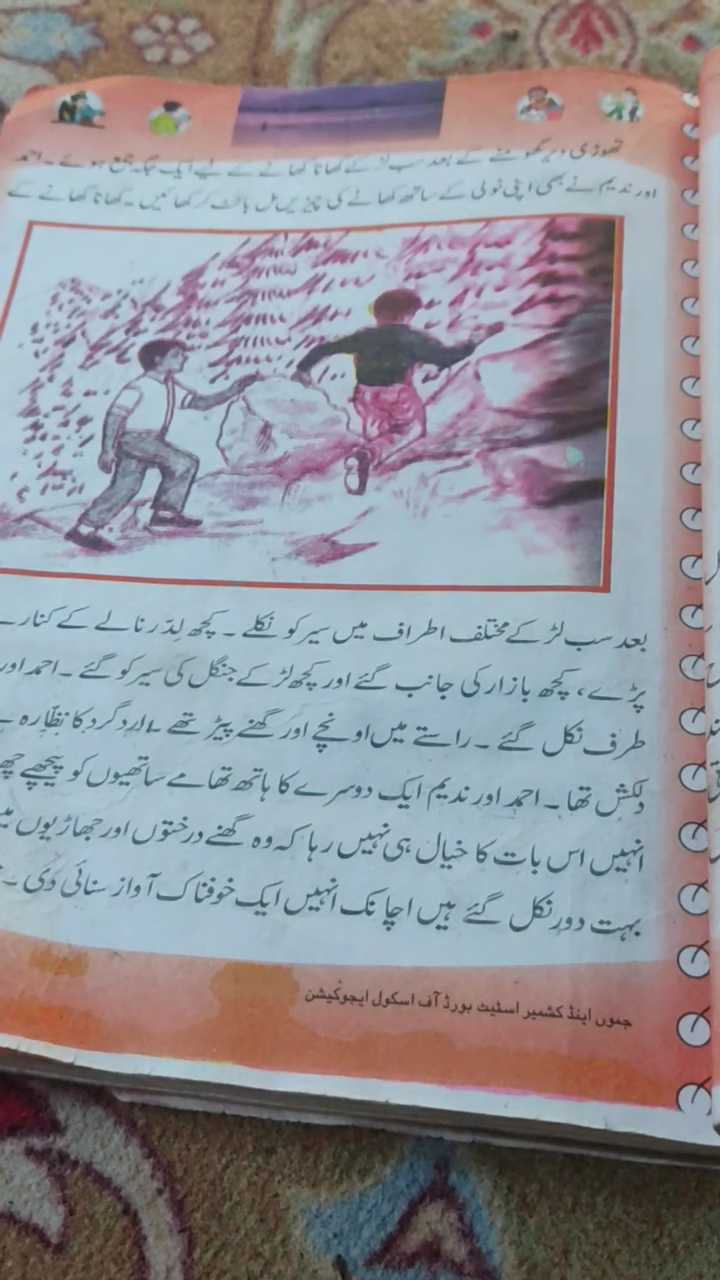 تھوڑی دیر گھومنے کے بعد سب لڑکے کھانا کھانے کے لیے ایک جگہ جمع ہوئے ۔ احمد
اور ندیم نے بھی اپنی ٹولی کے ساتھ کھانے کی چیزیں مل بانٹ کر کھائیں ۔ کھانا کھانے کے
بعد سب لڑکے مختلف اطراف میں سیر کو نکلے ۔ کچھ لدّر نالے کے کنارے
پڑے ، کچھ بازار کی جانب گئے اور کچھ لڑکے جنگل کی سیر کو گئے ۔ احمد اور
طرف نکل گئے ۔ راستے میں اونچے اور گھنے پیڑ تھے ۔ اردگرد کا نظّارہ
دلکش تھا ۔ احمد اور ندیم ایک دوسرے کا ہاتھ تھامے ساتھیوں کو پیچھے
انہیں اس بات کا خیال ہی نہیں رہا کہ وہ گھنے درختوں اور جھاڑیوں میں
بہت دور نکل گئے ہیں اچانک انہیں ایک خوفناک آواز سنائی دی ۔
جموں اینڈ کشمیر اسٹیٹ بورڈ آف اسکول ایجوکیشن